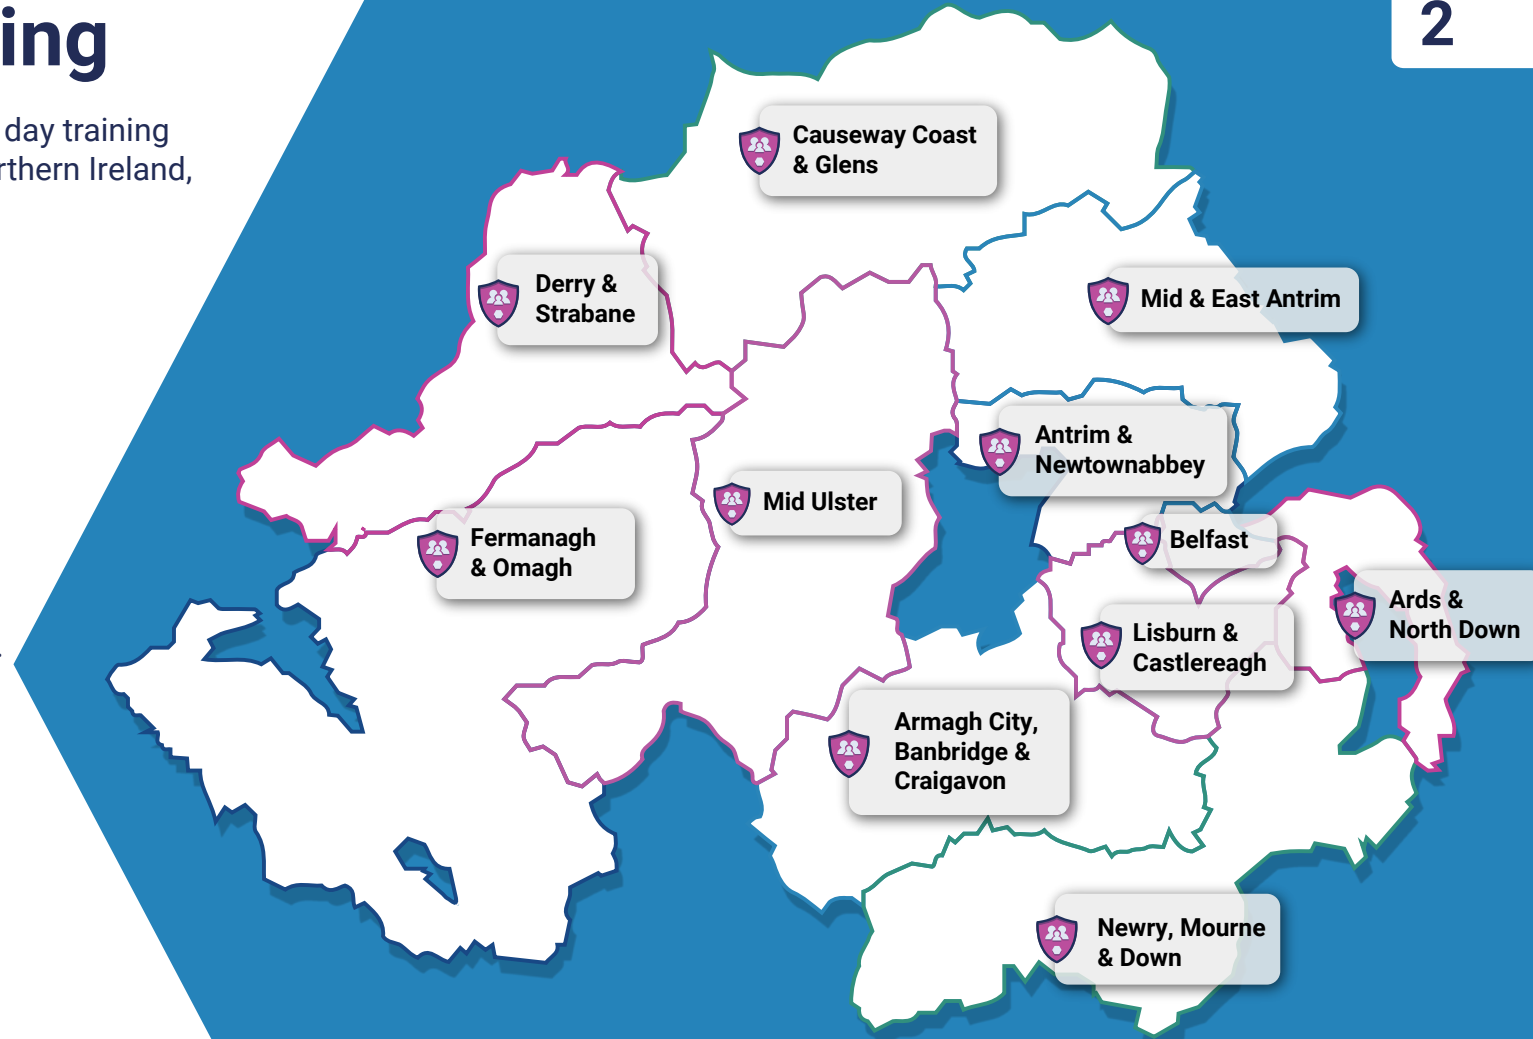 ing
2
day training
rthern Ireland,
Causeway Coast
& Glens
Derry &
Strabane
Mid & East Antrim
Antrim &
Newtownabbey
Mid Ulster
Fermanagh
& Omagh
Belfast
Ards &
North Down
Lisburn &
Castlereagh
Armagh City,
Banbridge &
Craigavon
Newry, Mourne
& Down